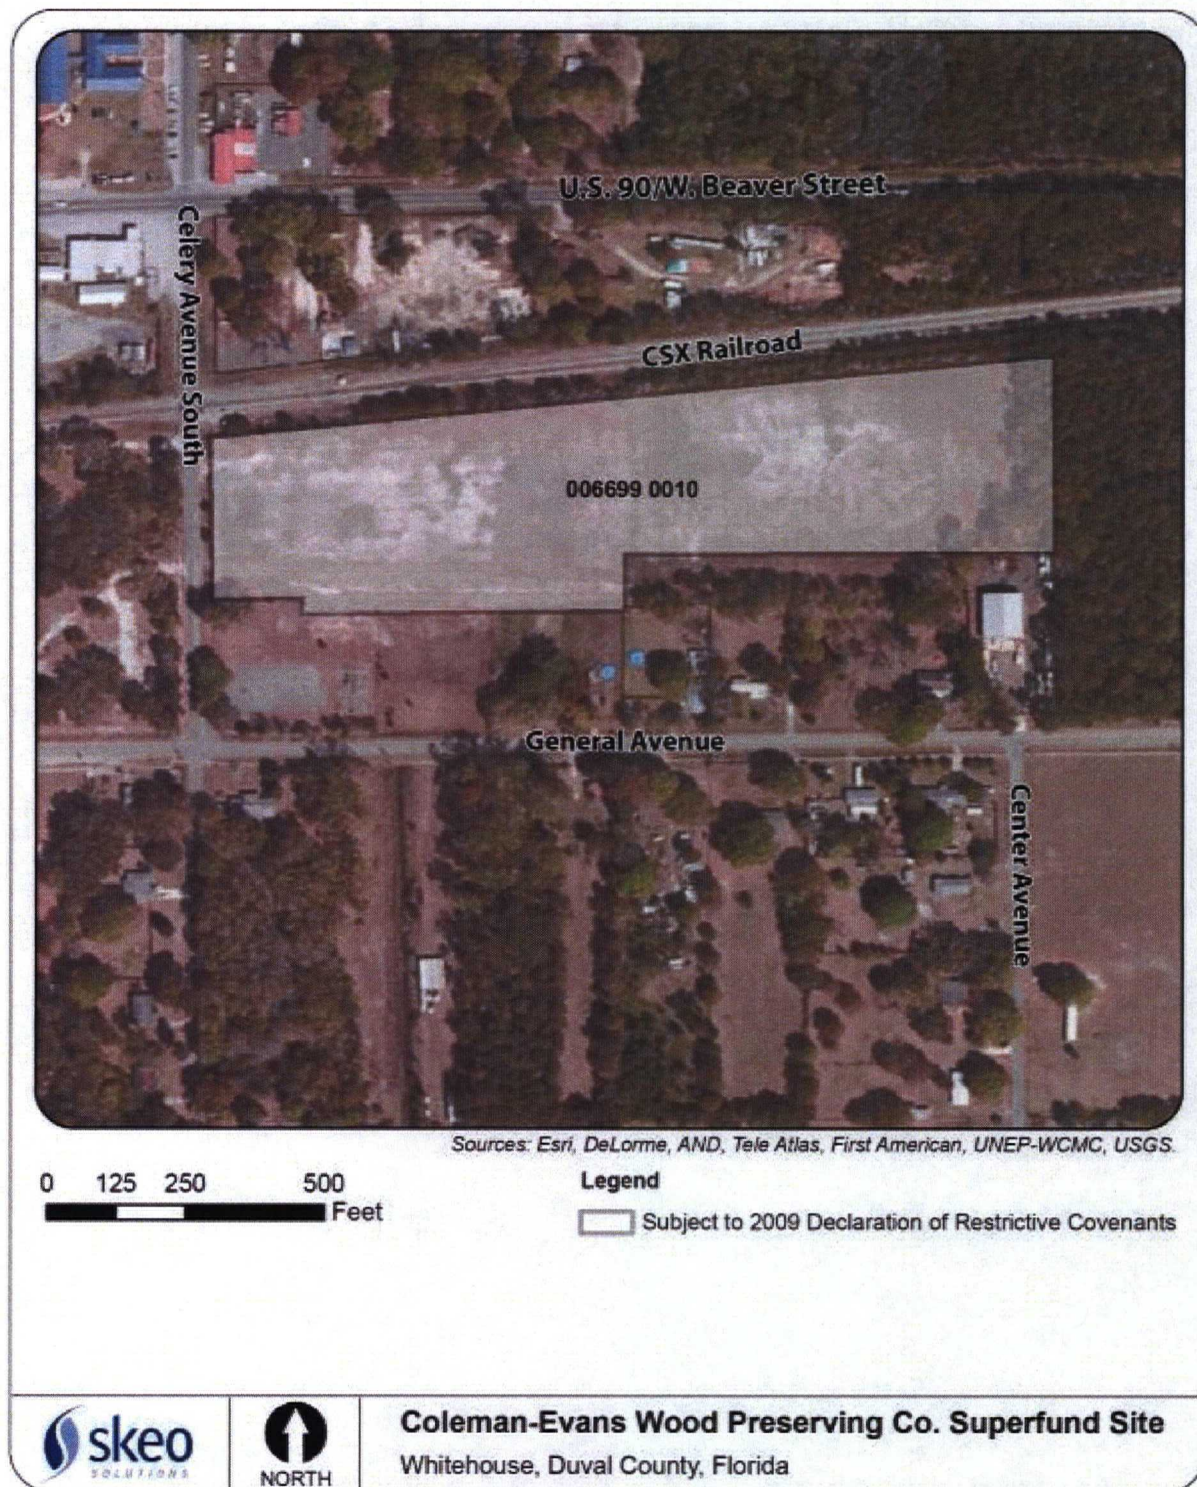 U.S. 90/W. Beaver Street
Celery Avenue South
CSX Railroad
006699 0010
General Avenue
Center Avenue
Sources: Esri, DeLorme, AND, Tele Atlas, First American, UNEP-WCMC, USGS.
0 125 250 500
Feet
Legend
Subject to 2009 Declaration of Restrictive Covenants
skeo
SOLUTIONS
NORTH
Coleman-Evans Wood Preserving Co. Superfund Site
Whitehouse, Duval County, Florida